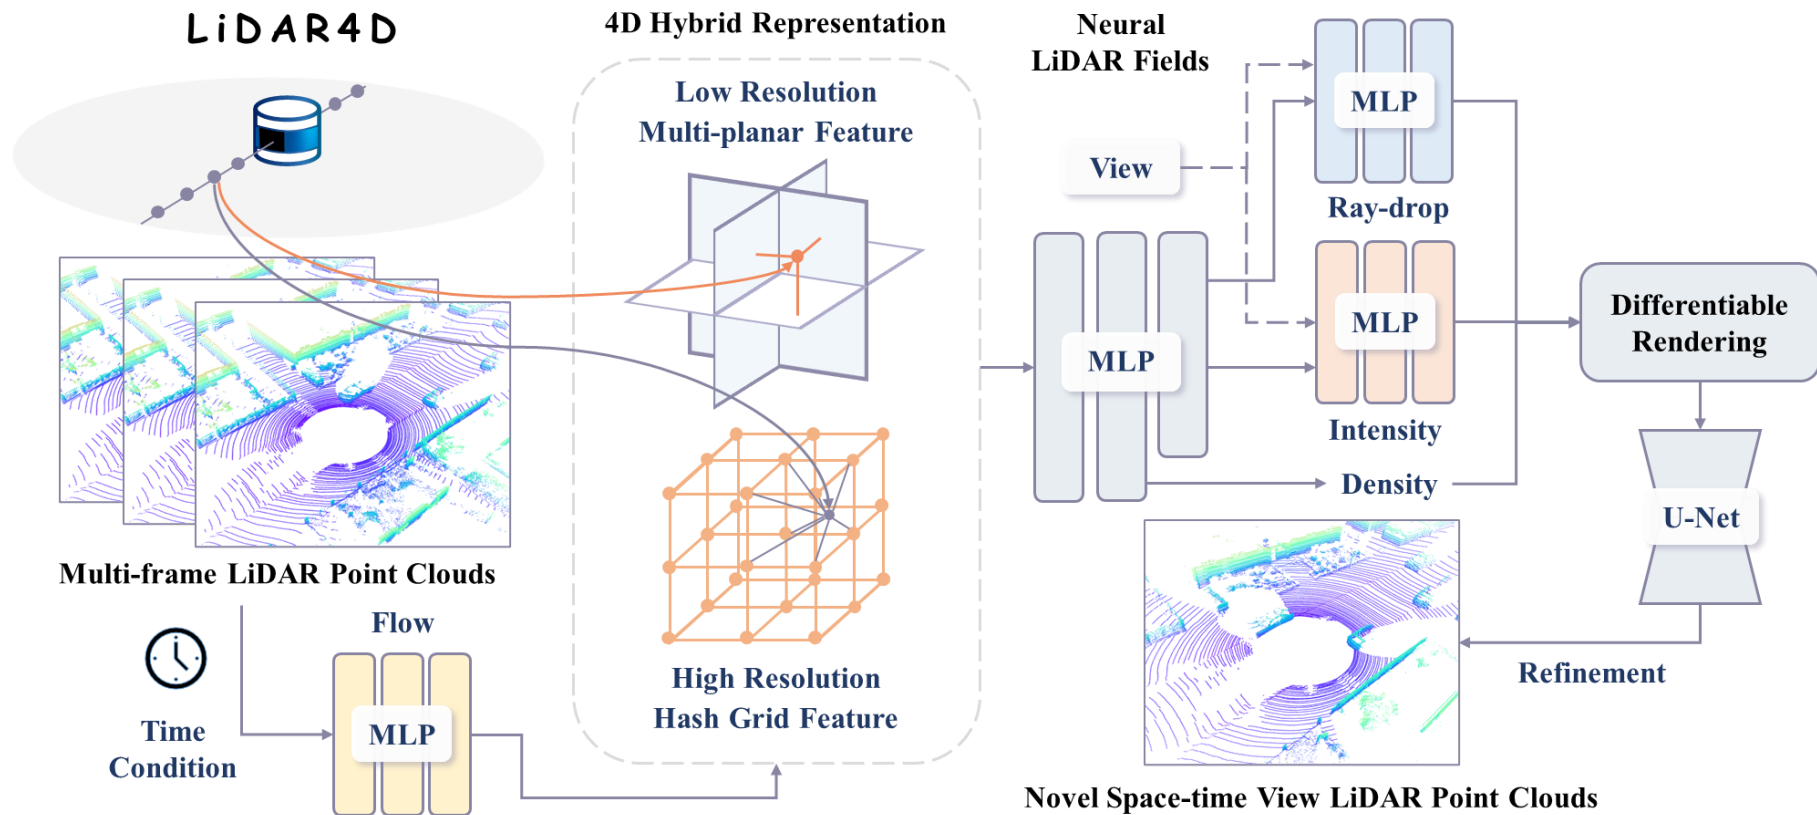 LiDAR4D
4D Hybrid Representation
Neural
LiDAR Fields
Low Resolution
Multi-planar Feature
View
MLP
Ray-drop
MLP
MLP
Intensity
Density
Differentiable
Rendering
U-Net
Refinement
Multi-frame LiDAR Point Clouds
Flow
MLP
Time
Condition
High Resolution
Hash Grid Feature
Novel Space-time View LiDAR Point Clouds